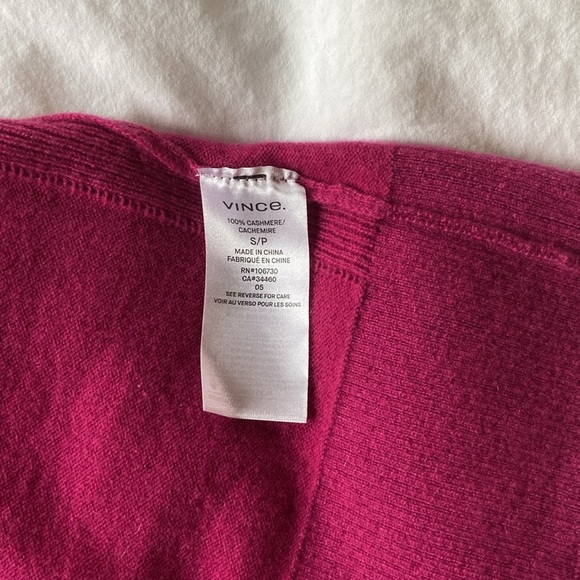 VINCE.
100% CASHMERE/
CACHEMIRE
S/P
MADE IN CHINA
FABRIQUÉ EN CHINE
RN#106730
CA#34460
05
SEE REVERSE FOR CARE
VOIR AU VERSO POUR LES SOINS